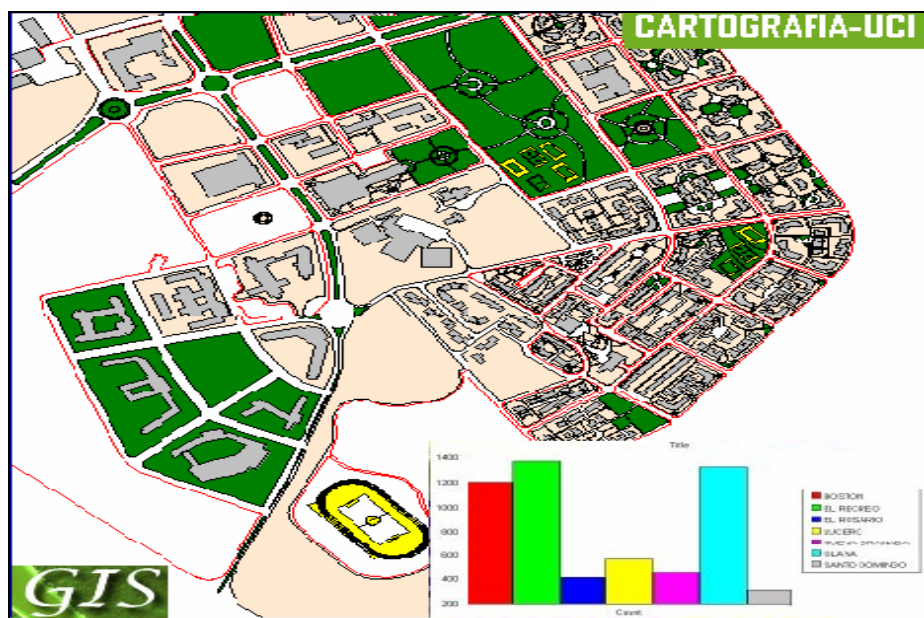 CARTOGRAFIA-UCI
Title
1400
1200
1000
800
600
400
200
BOSTON
EL RECREO
EL ROSARIO
LUCERO
OLAYA
SANTO DOMINGO
Count
GIS